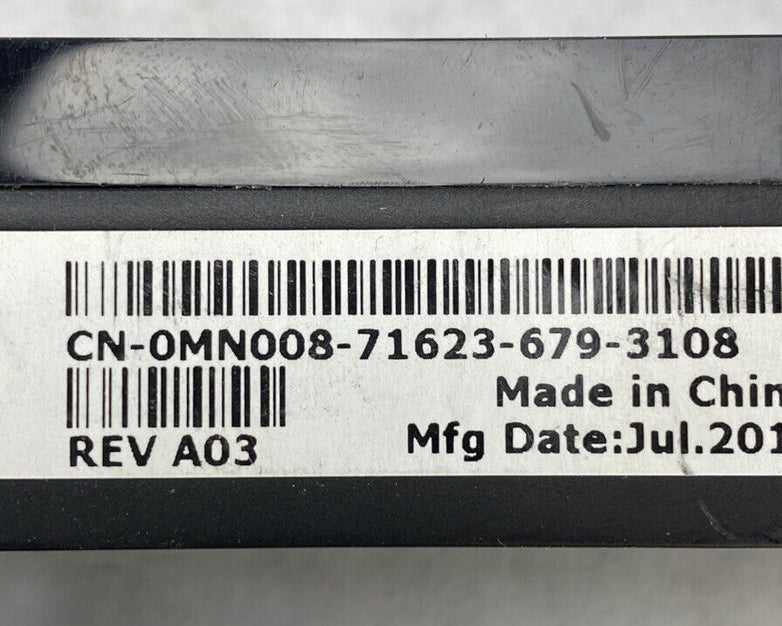 CN-0MN008-71623-679-3108
Made in Chin
REV A03
Mfg Date:Jul.201